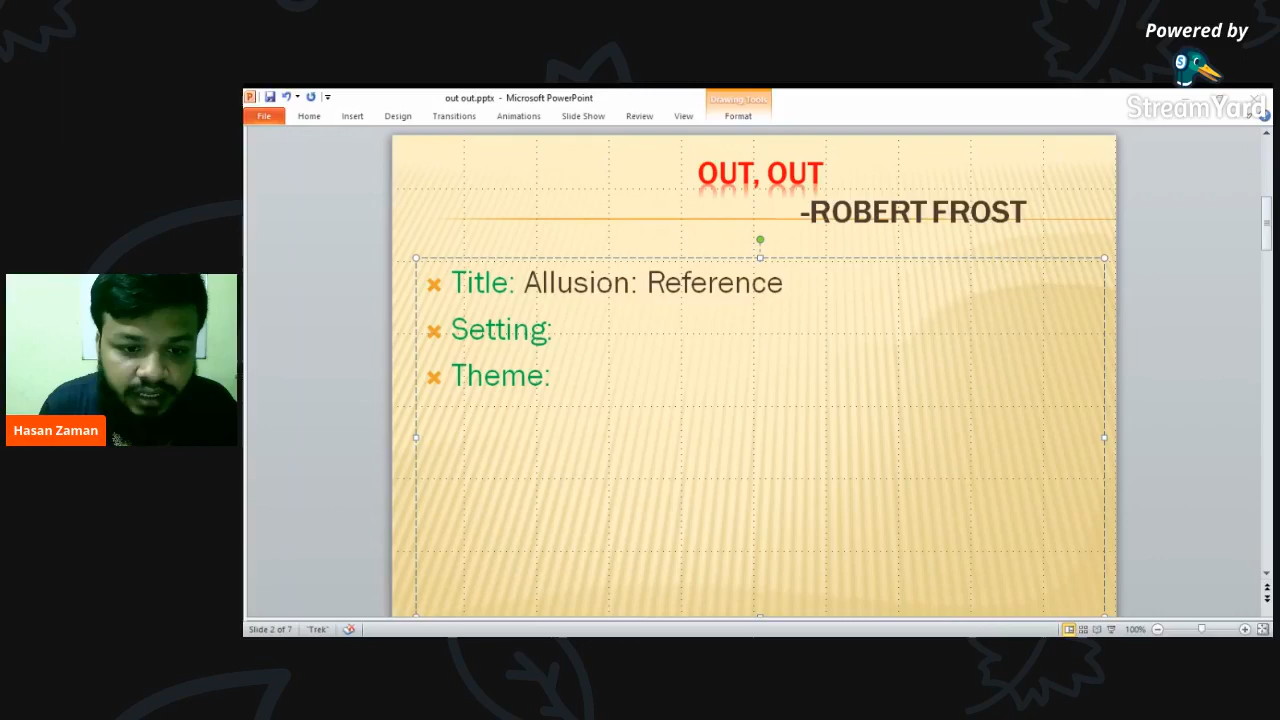 Powered by
StreamYard
out out.pptx - Microsoft PowerPoint
Drawing Tools
File Home Insert Design Transitions Animations Slide Show Review View Format
OUT, OUT
-ROBERT FROST
Title: Allusion: Reference
Setting:
Theme:
Hasan Zaman
Slide 2 of 7 "Trek" 100%